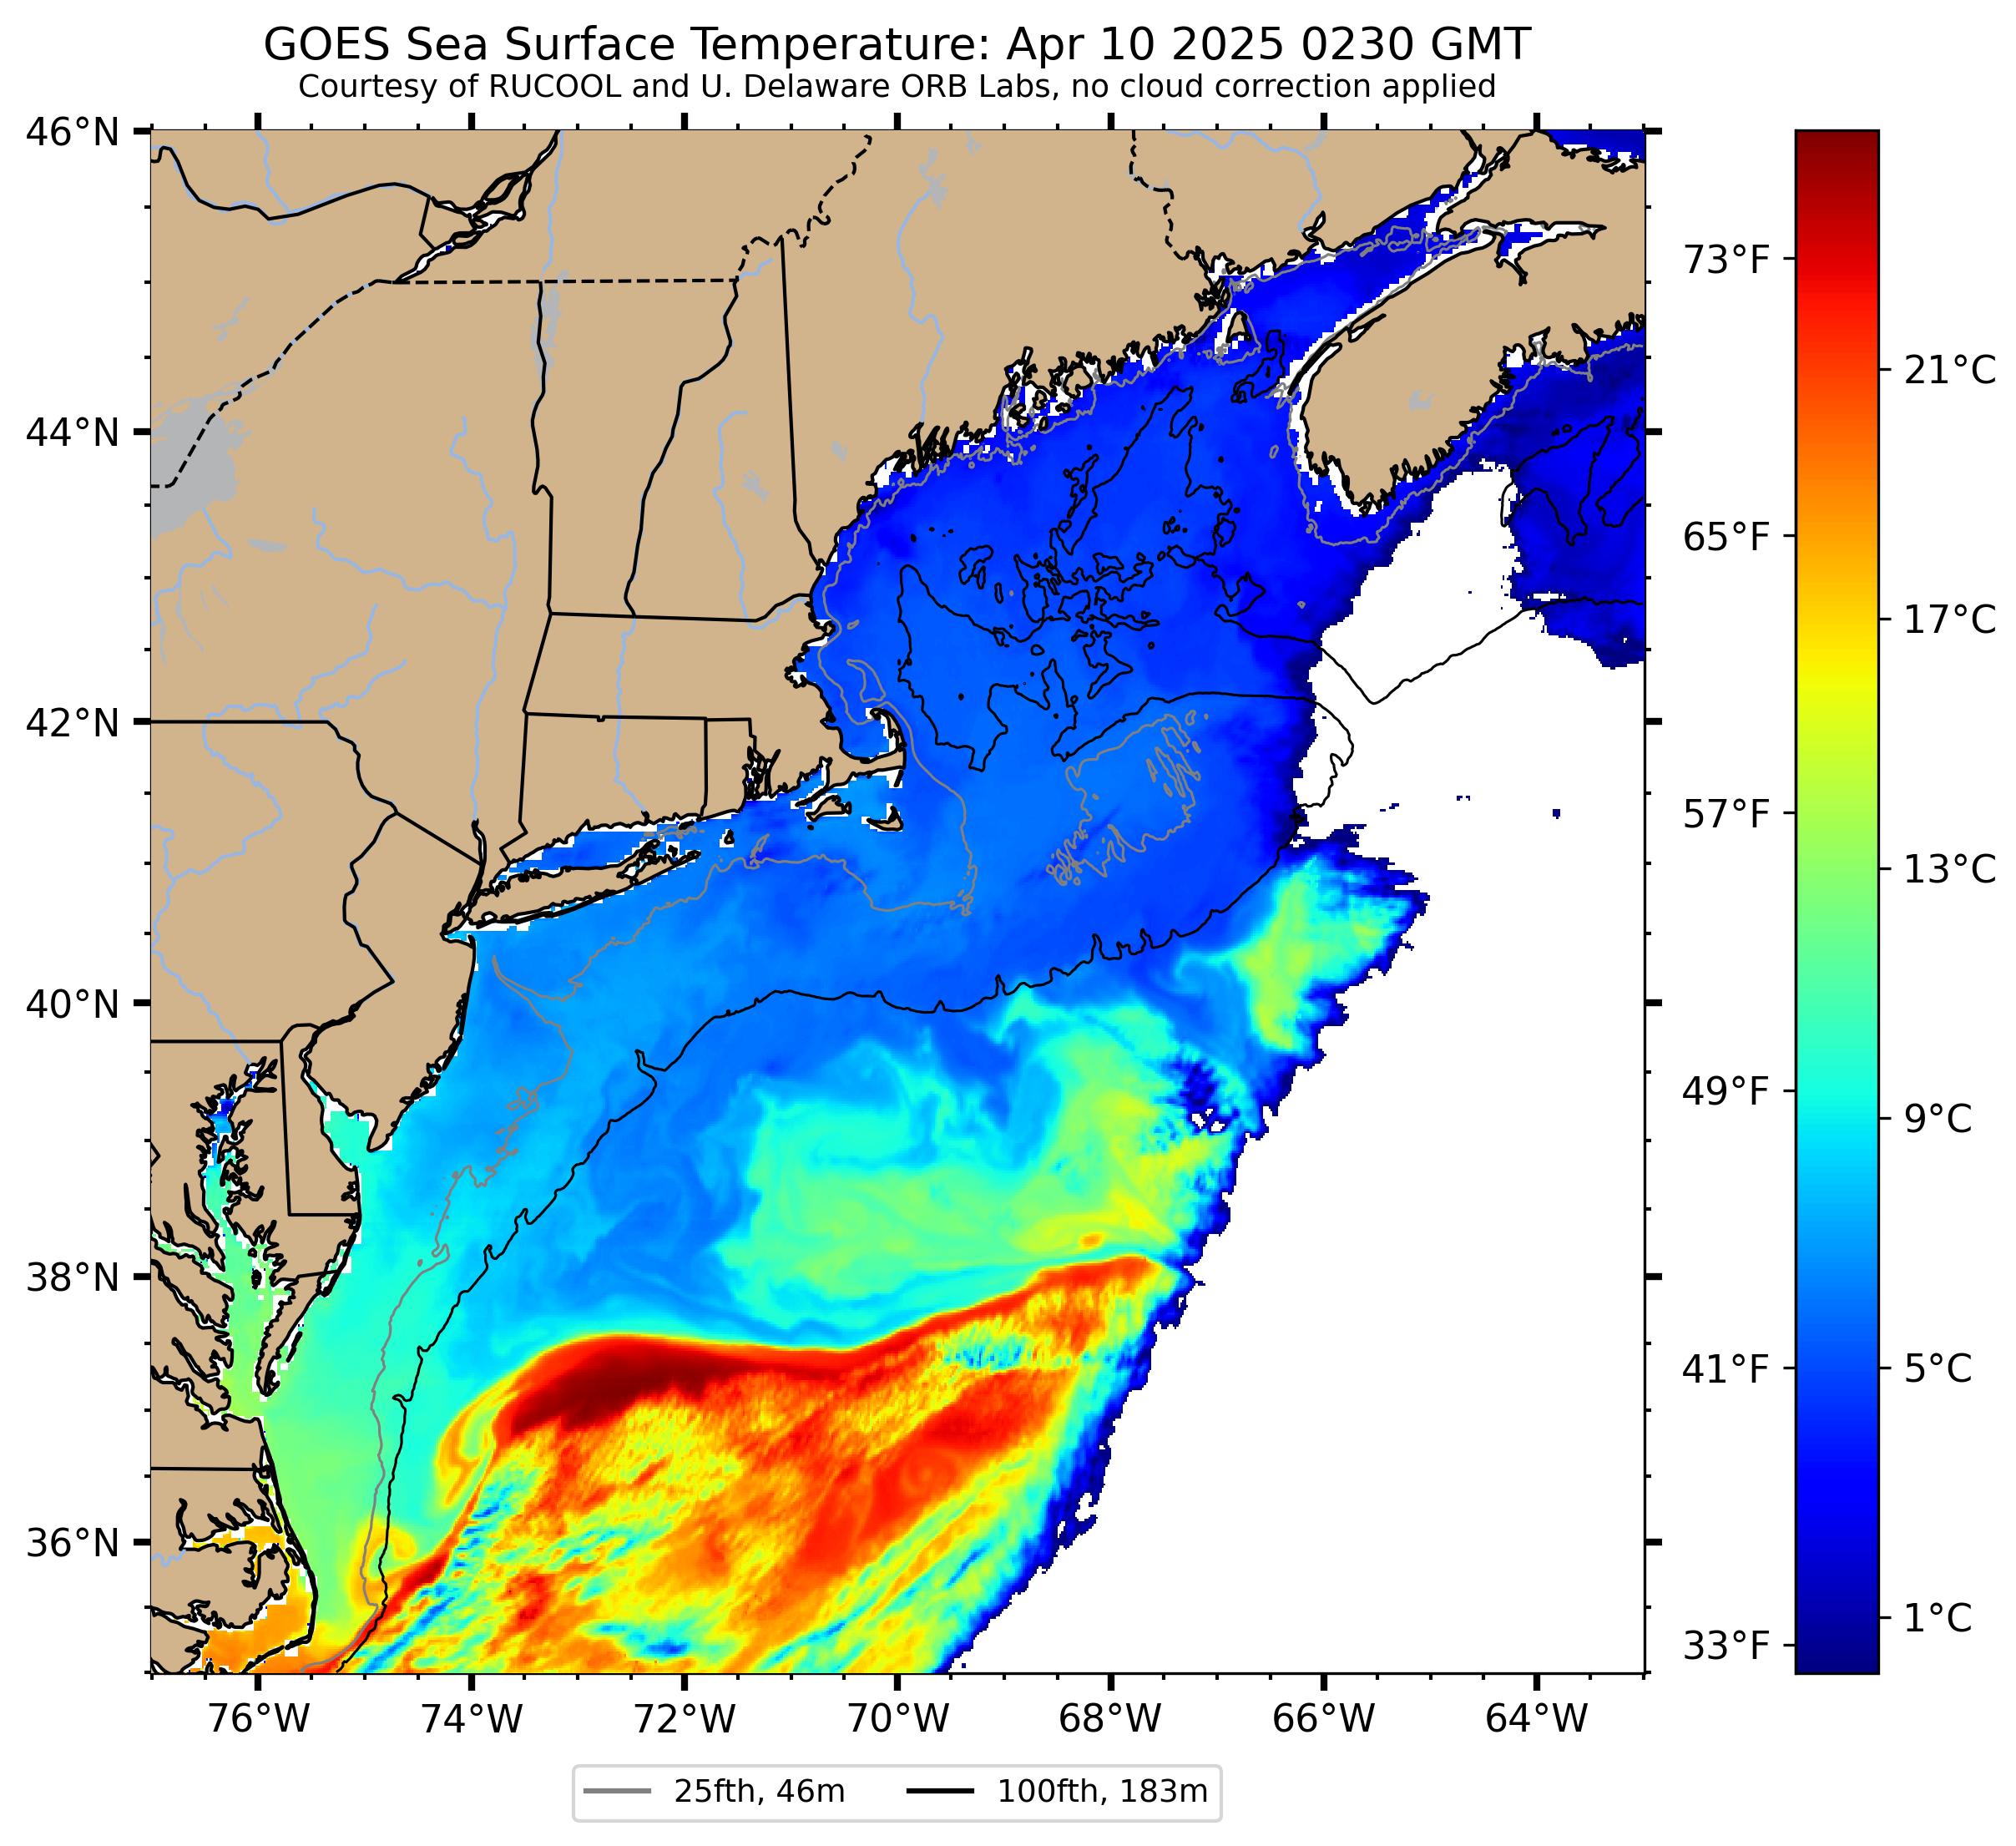 GOES Sea Surface Temperature: Apr 10 2025 0230 GMT
Courtesy of RUCOOL and U. Delaware ORB Labs, no cloud correction applied
46°N
44°N
42°N
40°N
38°N
36°N
76°W
74°W
72°W
70°W
68°W
66°W
64°W
73°F
65°F
57°F
49°F
41°F
33°F
21°C
17°C
13°C
9°C
5°C
1°C
25fth, 46m
100fth, 183m